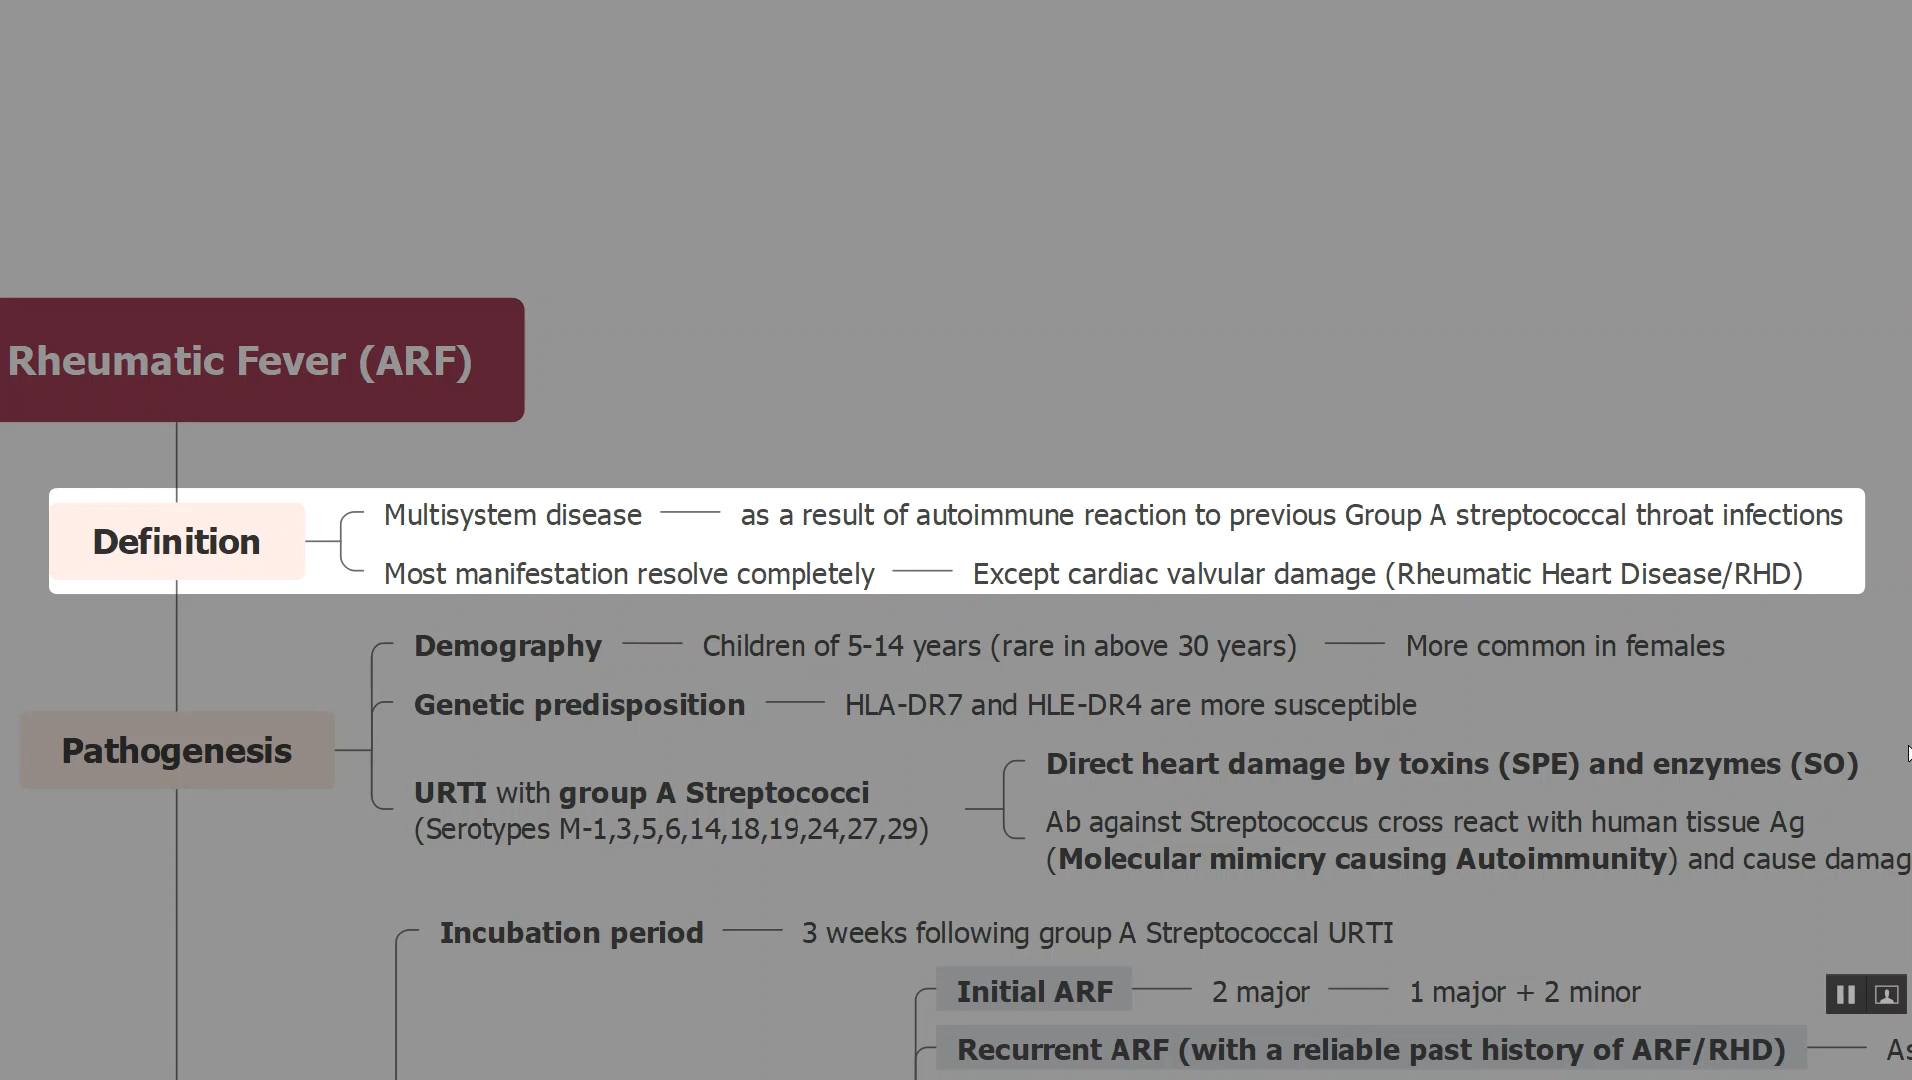 Rheumatic Fever (ARF)
Definition
Multisystem disease
as a result of autoimmune reaction to previous Group A streptococcal throat infections
Most manifestation resolve completely
Except cardiac valvular damage (Rheumatic Heart Disease/RHD)
Pathogenesis
Demography
Children of 5-14 years (rare in above 30 years)
More common in females
Genetic predisposition
HLA-DR7 and HLE-DR4 are more susceptible
URTI with group A Streptococci
(Serotypes M-1,3,5,6,14,18,19,24,27,29)
Direct heart damage by toxins (SPE) and enzymes (SO)
Ab against Streptococcus cross react with human tissue Ag
(Molecular mimicry causing Autoimmunity) and cause damag
Incubation period
3 weeks following group A Streptococcal URTI
Initial ARF
2 major
1 major + 2 minor
Recurrent ARF (with a reliable past history of ARF/RHD)
As